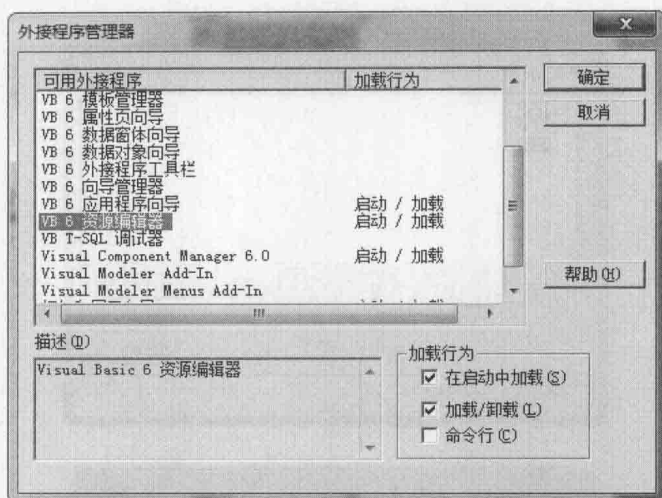 外接程序管理器
可用外接程序 加载行为
VB 6 模板管理器
VB 6 属性页向导
VB 6 数据窗体向导
VB 6 数据对象向导
VB 6 外接程序工具栏
VB 6 向导管理器
VB 6 应用程序向导 启动 / 加载
VB 6 资源编辑器 启动 / 加载
VB T-SQL 调试器
Visual Component Manager 6.0 启动 / 加载
Visual Modeler Add-In
Visual Modeler Menus Add-In
确定
取消
帮助(H)
描述(D)
Visual Basic 6 资源编辑器
加载行为
在启动中加载(S)
加载/卸载(L)
命令行(C)